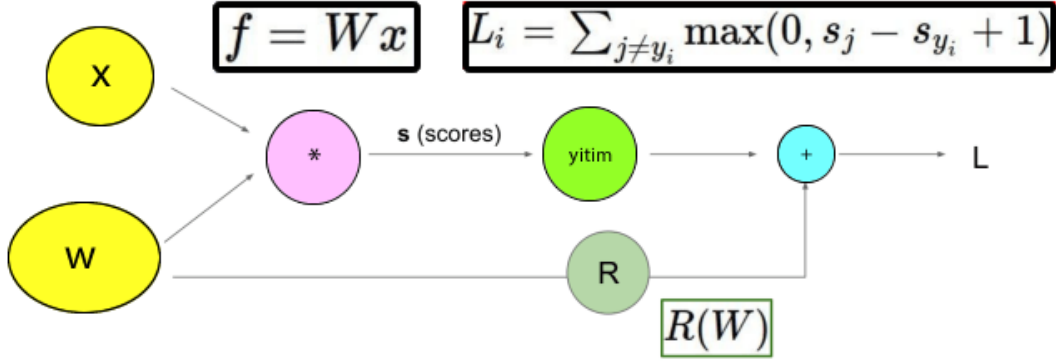 f = Wx
L_i = \sum_{j \neq y_i} \max(0, s_j - s_{y_i} + 1)
X
*
s (scores)
yitim
+
L
W
R
R(W)